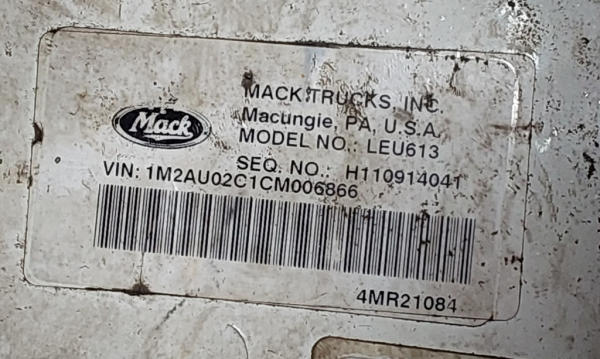 Mack
MACK TRUCKS, INC.
Macungie, PA, U.S.A.
MODEL NO.: LEU613
SEQ. NO.: H110914041
VIN: 1M2AU02C1CM006866
4MR21084